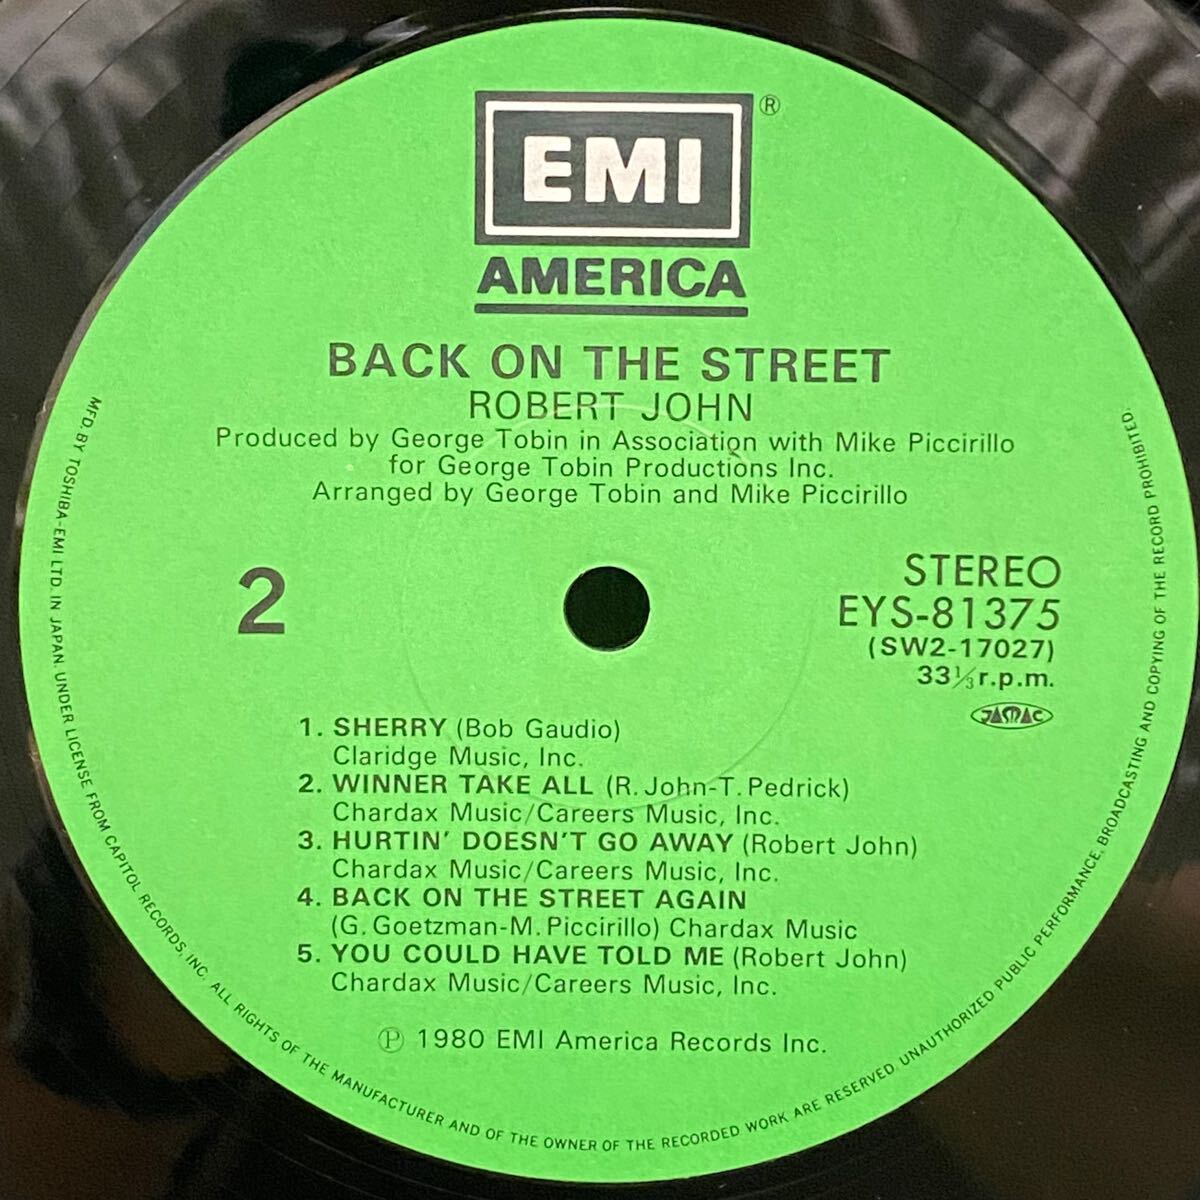 EMI
®
AMERICA
BACK ON THE STREET
ROBERT JOHN
Produced by George Tobin in Association with Mike Piccirillo
for George Tobin Productions Inc.
Arranged by George Tobin and Mike Piccirillo
2
STEREO
EYS-81375
(SW2-17027)
33⅓ r.p.m.
JASRAC
1. SHERRY (Bob Gaudio)
Claridge Music, Inc.
2. WINNER TAKE ALL (R. John-T. Pedrick)
Chardax Music/Careers Music, Inc.
3. HURTIN' DOESN'T GO AWAY (Robert John)
Chardax Music/Careers Music, Inc.
4. BACK ON THE STREET AGAIN
(G. Goetzman-M. Piccirillo) Chardax Music
5. YOU COULD HAVE TOLD ME (Robert John)
Chardax Music/Careers Music, Inc.
℗ 1980 EMI America Records Inc.
MFD. BY TOSHIBA-EMI LTD. IN JAPAN. UNDER LICENSE FROM CAPITOL RECORDS, INC. ALL RIGHTS OF THE MANUFACTURER AND OF THE OWNER OF THE RECORDED WORK ARE RESERVED. UNAUTHORIZED PUBLIC PERFORMANCE, BROADCASTING AND COPYING OF THE RECORD PROHIBITED.